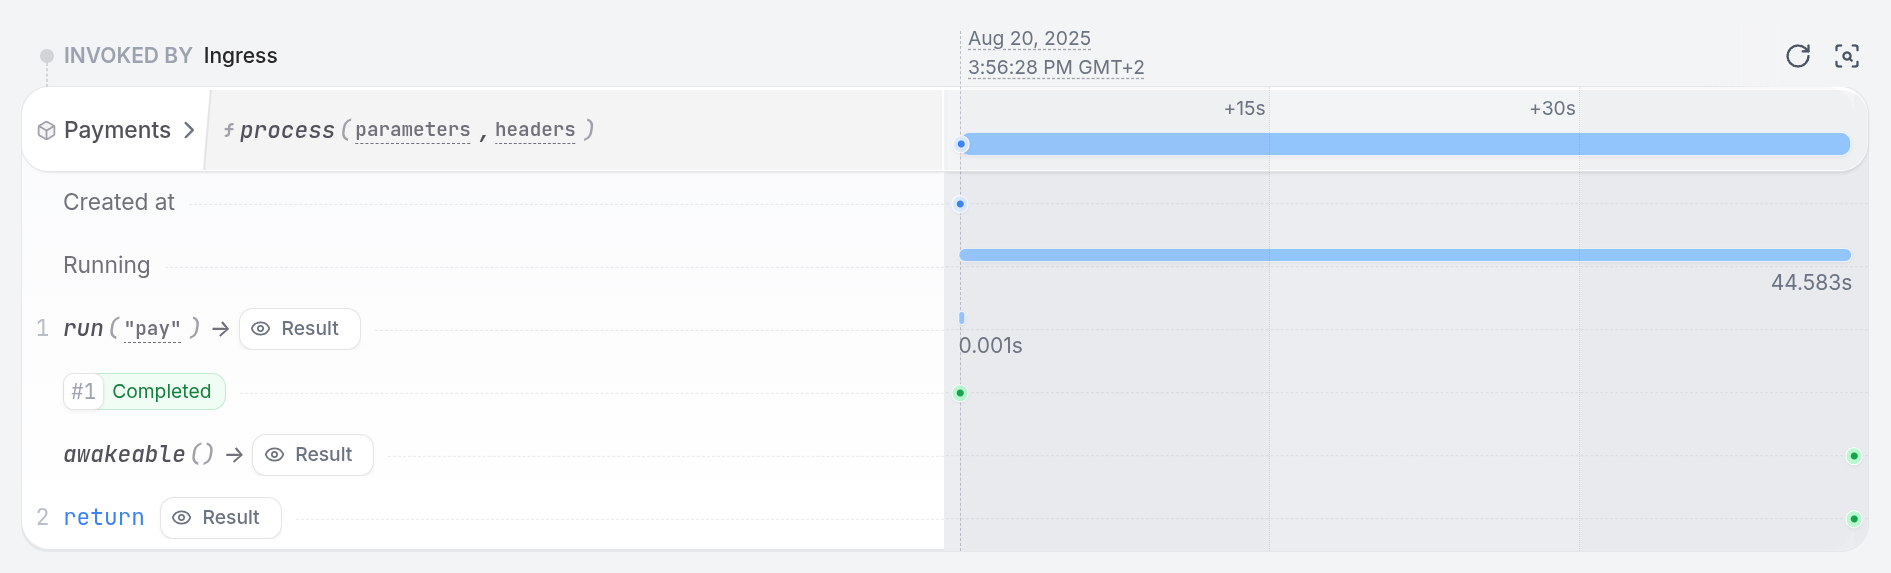 INVOKED BY Ingress
Aug 20, 2025
3:56:28 PM GMT+2
Payments
ƒ process(parameters, headers)
+15s
+30s
Created at
Running
44.583s
1 run("pay") → Result
0.001s
#1 Completed
awakeable() → Result
2 return Result